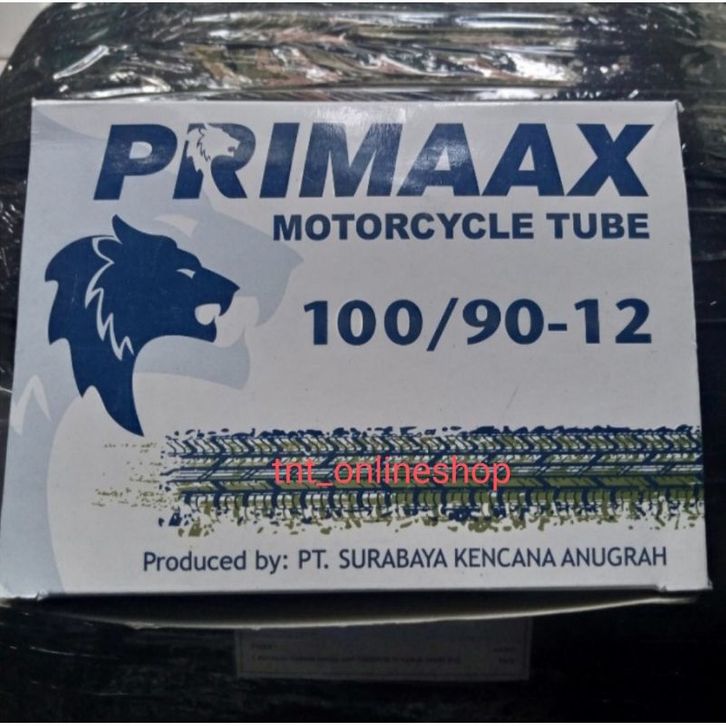 PRIMAAX
MOTORCYCLE TUBE
100/90-12
tnt_onlineshop
Produced by: PT. SURABAYA KENCANA ANUGRAH